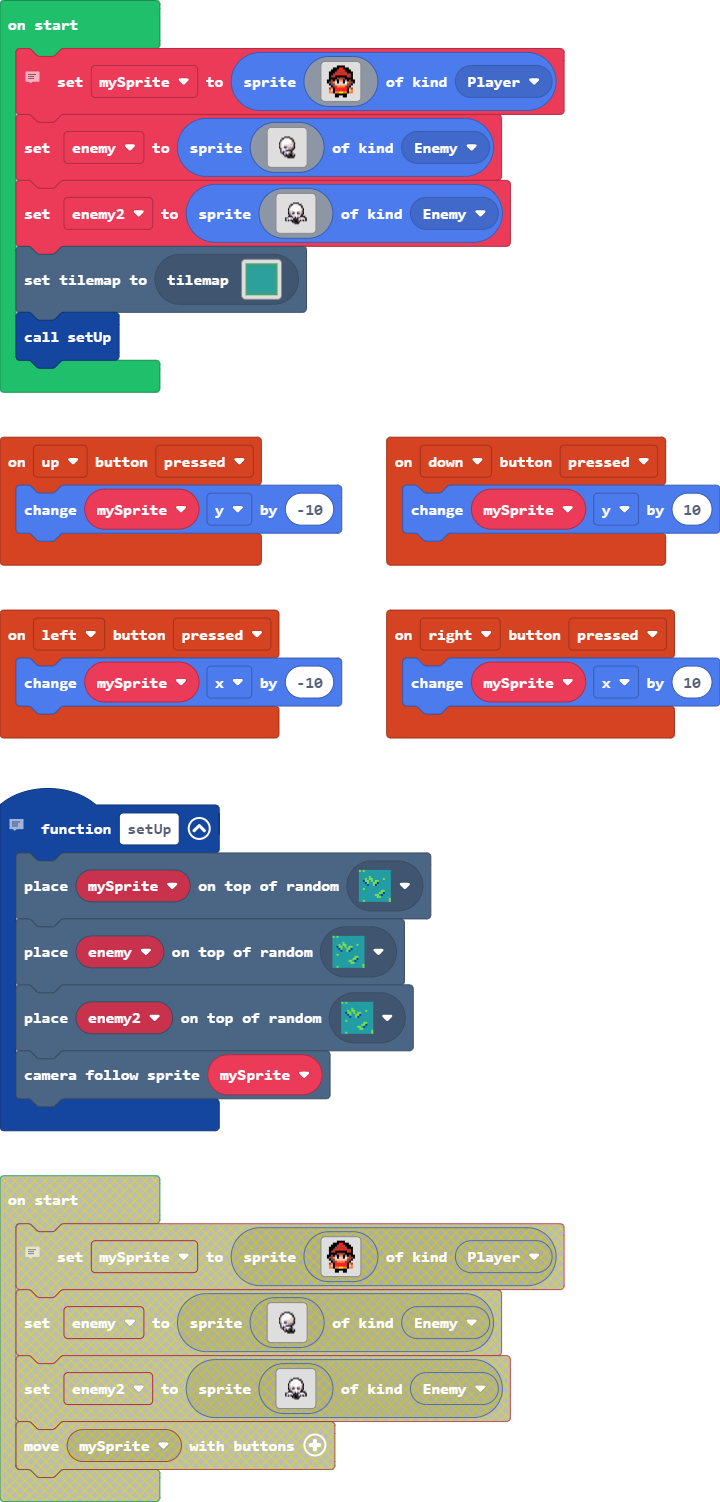 on start
set mySprite to sprite of kind Player
set enemy to sprite of kind Enemy
set enemy2 to sprite of kind Enemy
set tilemap to tilemap
call setUp
on up button pressed
change mySprite y by -10
on down button pressed
change mySprite y by 10
on left button pressed
change mySprite x by -10
on right button pressed
change mySprite x by 10
function setUp
place mySprite on top of random
place enemy on top of random
place enemy2 on top of random
camera follow sprite mySprite
on start
set mySprite to sprite of kind Player
set enemy to sprite of kind Enemy
set enemy2 to sprite of kind Enemy
move mySprite with buttons